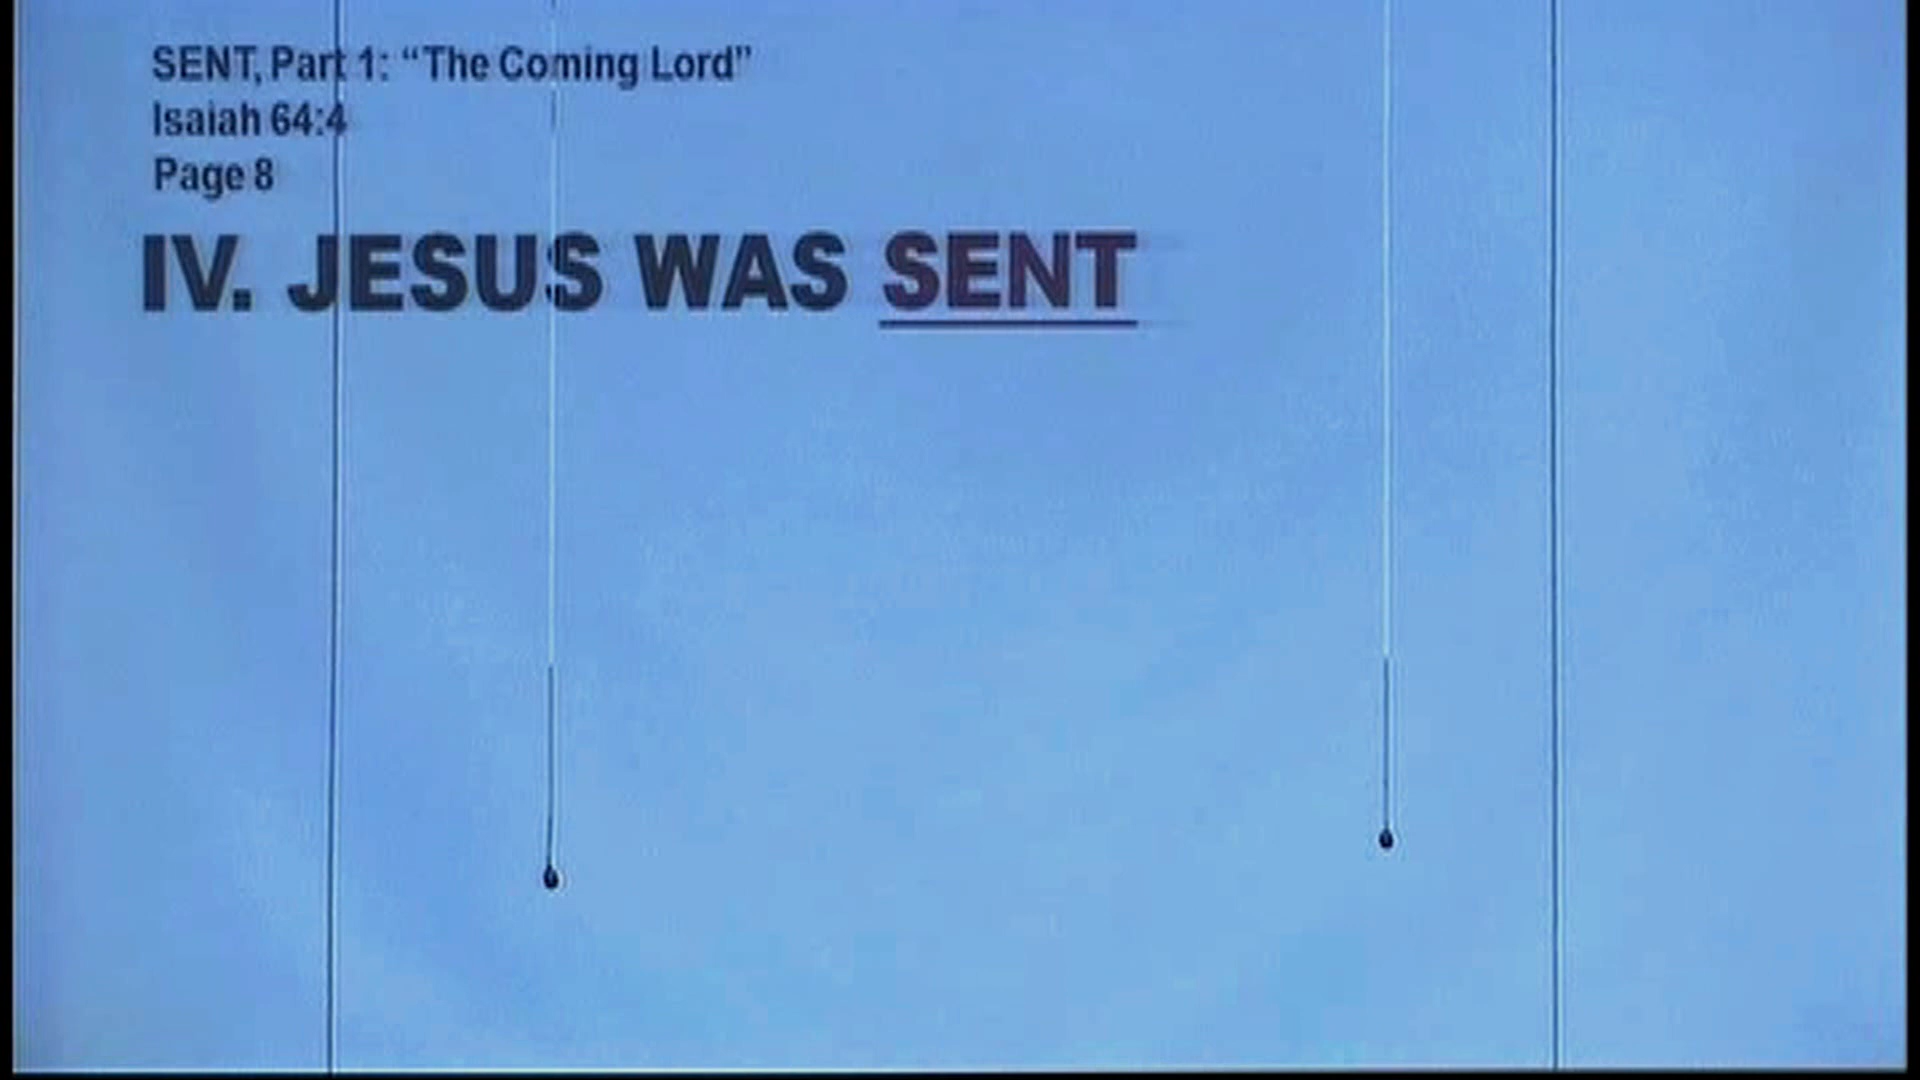 SENT, Part 1: “The Coming Lord”
Isaiah 64:4
Page 8
IV. JESUS WAS SENT